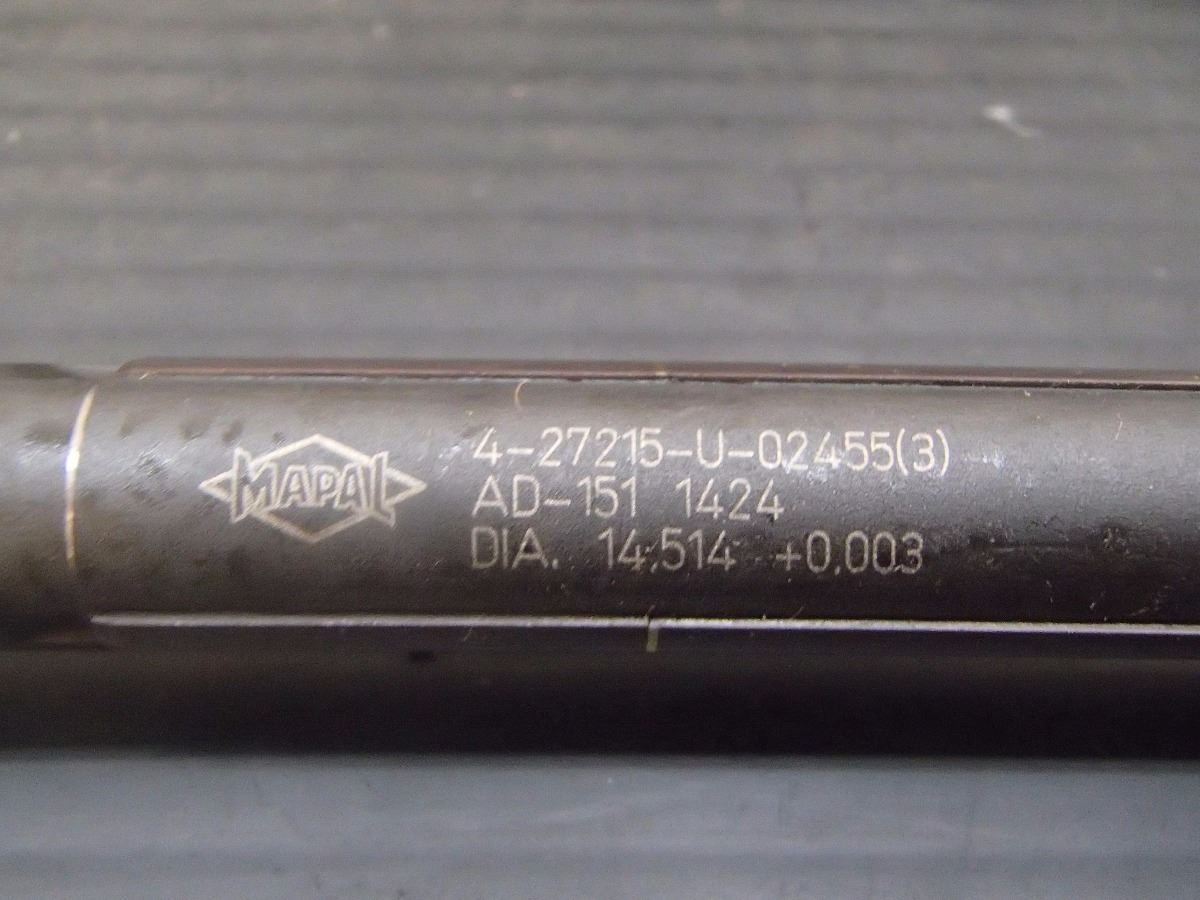 MAPAL
4-27215-U-02455(3)
AD-151 1424
DIA. 14.514 +0.003